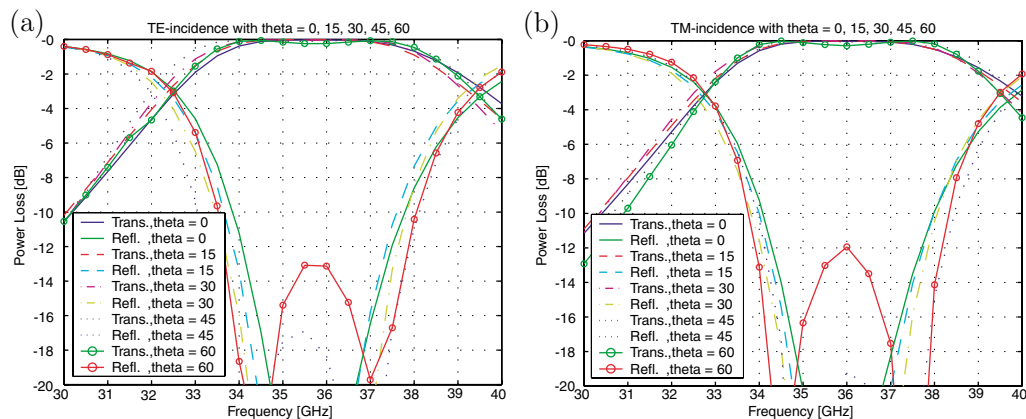 (a)
TE-incidence with theta = 0, 15, 30, 45, 60
Power Loss [dB]
-0
-2
-4
-6
-8
-10
-12
-14
-16
-18
-20
Trans.,theta = 0
Refl. ,theta = 0
Trans.,theta = 15
Refl. ,theta = 15
Trans.,theta = 30
Refl. ,theta = 30
Trans.,theta = 45
Refl. ,theta = 45
Trans.,theta = 60
Refl. ,theta = 60
30 31 32 33 34 35 36 37 38 39 40
Frequency [GHz]
(b)
TM-incidence with theta = 0, 15, 30, 45, 60
Power Loss [dB]
-0
-2
-4
-6
-8
-10
-12
-14
-16
-18
-20
Trans.,theta = 0
Refl. ,theta = 0
Trans.,theta = 15
Refl. ,theta = 15
Trans.,theta = 30
Refl. ,theta = 30
Trans.,theta = 45
Refl. ,theta = 45
Trans.,theta = 60
Refl. ,theta = 60
30 31 32 33 34 35 36 37 38 39 40
Frequency [GHz]